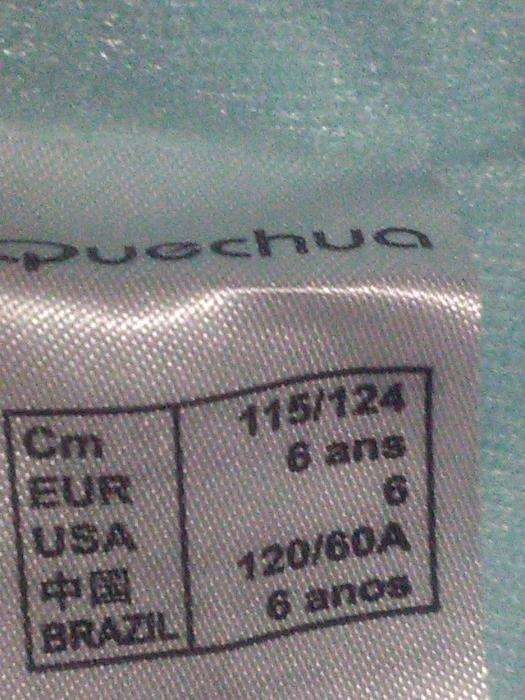 Quechua
Cm 115/124
EUR 6 ans
USA 6
中国 120/60A
BRAZIL 6 anos